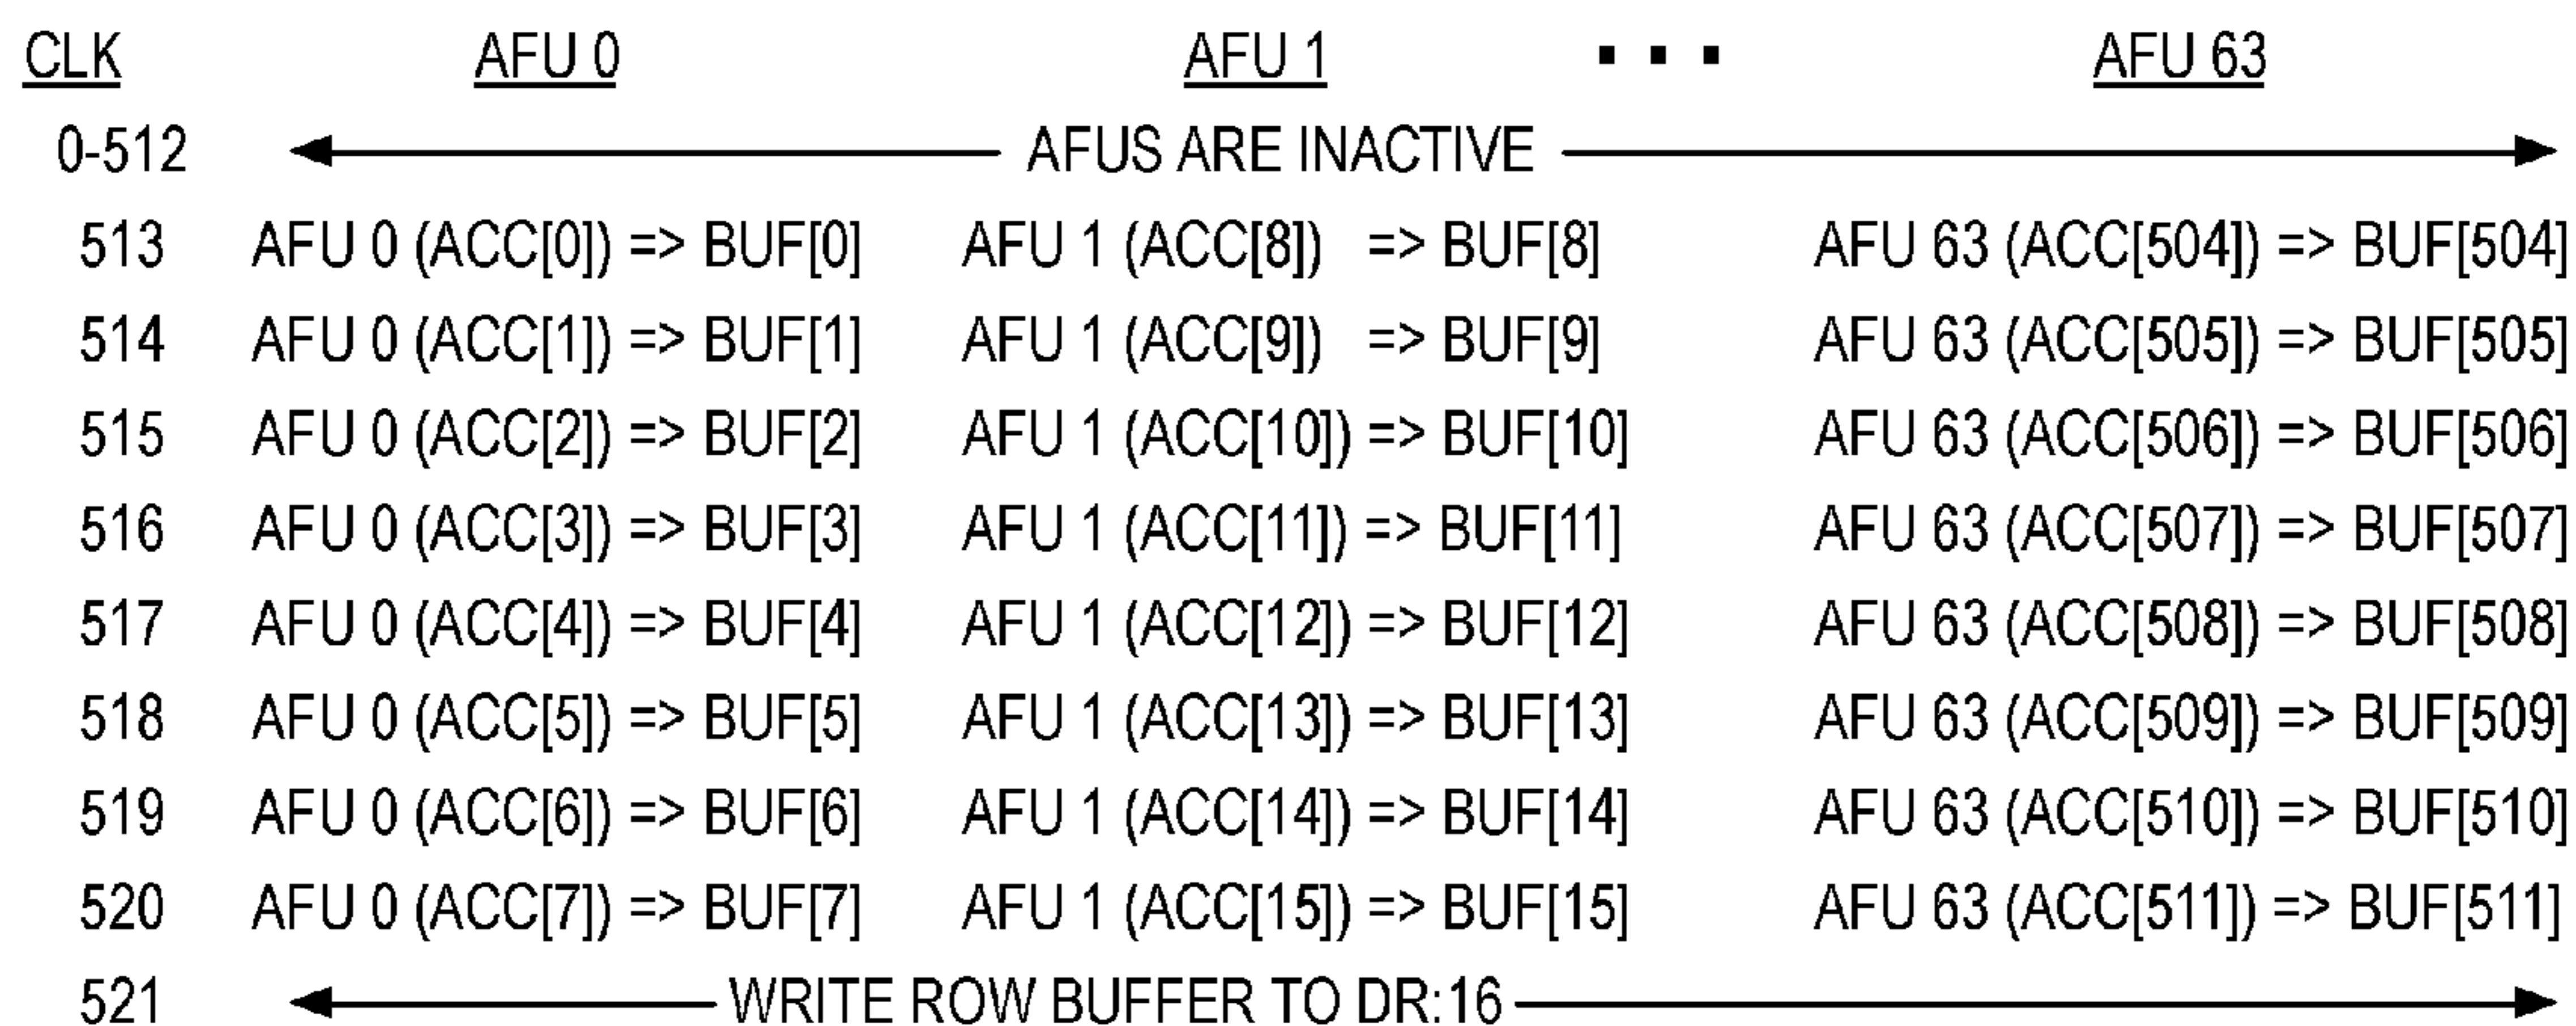 CLK AFU 0 AFU 1 ... AFU 63
0-512 AFUS ARE INACTIVE
513 AFU 0 (ACC[0]) => BUF[0] AFU 1 (ACC[8]) => BUF[8] AFU 63 (ACC[504]) => BUF[504]
514 AFU 0 (ACC[1]) => BUF[1] AFU 1 (ACC[9]) => BUF[9] AFU 63 (ACC[505]) => BUF[505]
515 AFU 0 (ACC[2]) => BUF[2] AFU 1 (ACC[10]) => BUF[10] AFU 63 (ACC[506]) => BUF[506]
516 AFU 0 (ACC[3]) => BUF[3] AFU 1 (ACC[11]) => BUF[11] AFU 63 (ACC[507]) => BUF[507]
517 AFU 0 (ACC[4]) => BUF[4] AFU 1 (ACC[12]) => BUF[12] AFU 63 (ACC[508]) => BUF[508]
518 AFU 0 (ACC[5]) => BUF[5] AFU 1 (ACC[13]) => BUF[13] AFU 63 (ACC[509]) => BUF[509]
519 AFU 0 (ACC[6]) => BUF[6] AFU 1 (ACC[14]) => BUF[14] AFU 63 (ACC[510]) => BUF[510]
520 AFU 0 (ACC[7]) => BUF[7] AFU 1 (ACC[15]) => BUF[15] AFU 63 (ACC[511]) => BUF[511]
521 WRITE ROW BUFFER TO DR:16